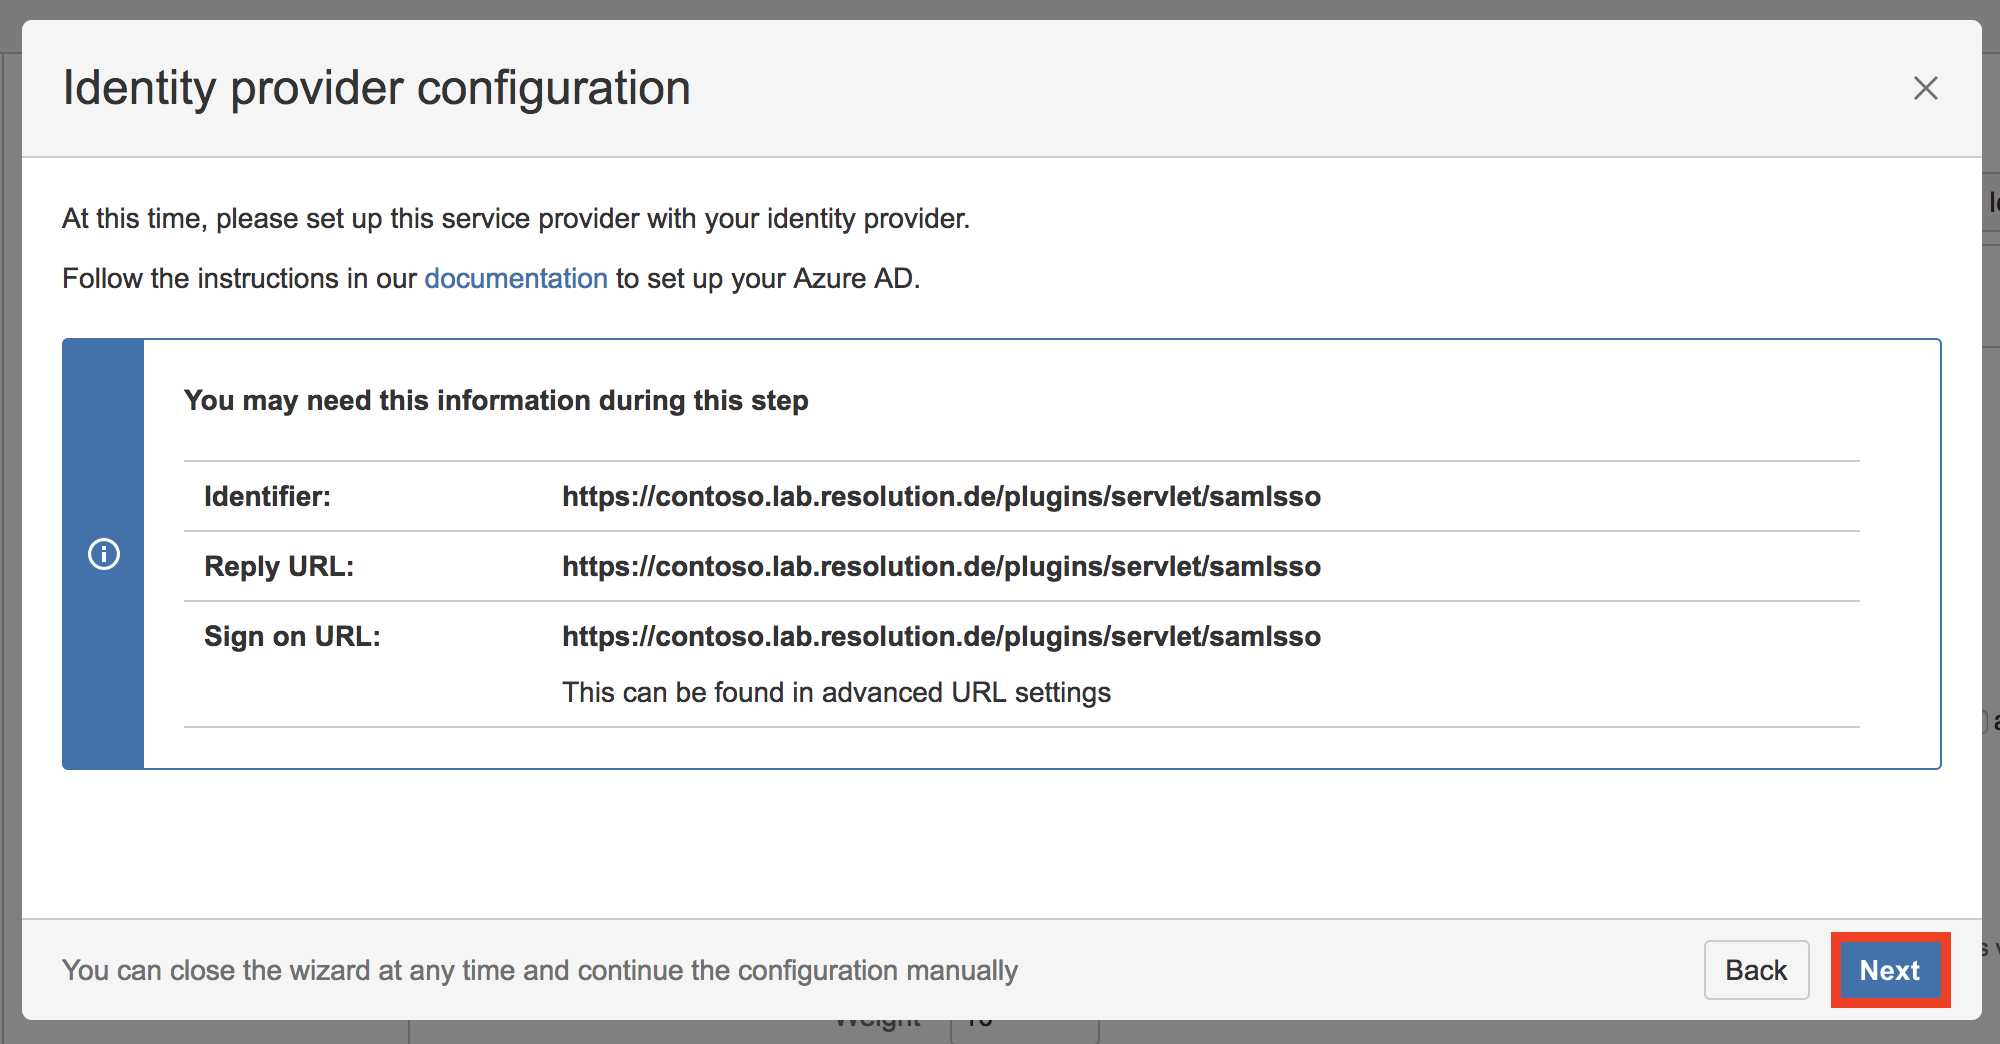 Identity provider configuration
At this time, please set up this service provider with your identity provider.
Follow the instructions in our documentation to set up your Azure AD.
You may need this information during this step
Identifier: https://contoso.lab.resolution.de/plugins/servlet/samlsso
Reply URL: https://contoso.lab.resolution.de/plugins/servlet/samlsso
Sign on URL: https://contoso.lab.resolution.de/plugins/servlet/samlsso
This can be found in advanced URL settings
You can close the wizard at any time and continue the configuration manually
Back
Next